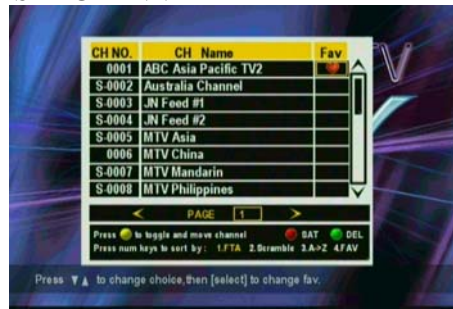 CH NO. CH Name Fav
0001 ABC Asia Pacific TV2
S-0002 Australia Channel
S-0003 JN Feed #1
S-0004 JN Feed #2
S-0005 MTV Asia
0006 MTV China
S-0007 MTV Mandarin
S-0008 MTV Philippines
< PAGE 1 >
Press to toggle and move channel SAT DEL
Press num keys to sort by: 1.FTA 2.Scramble 3.A->Z 4.FAV
Press ▼▲ to change choice,then [select] to change fav.